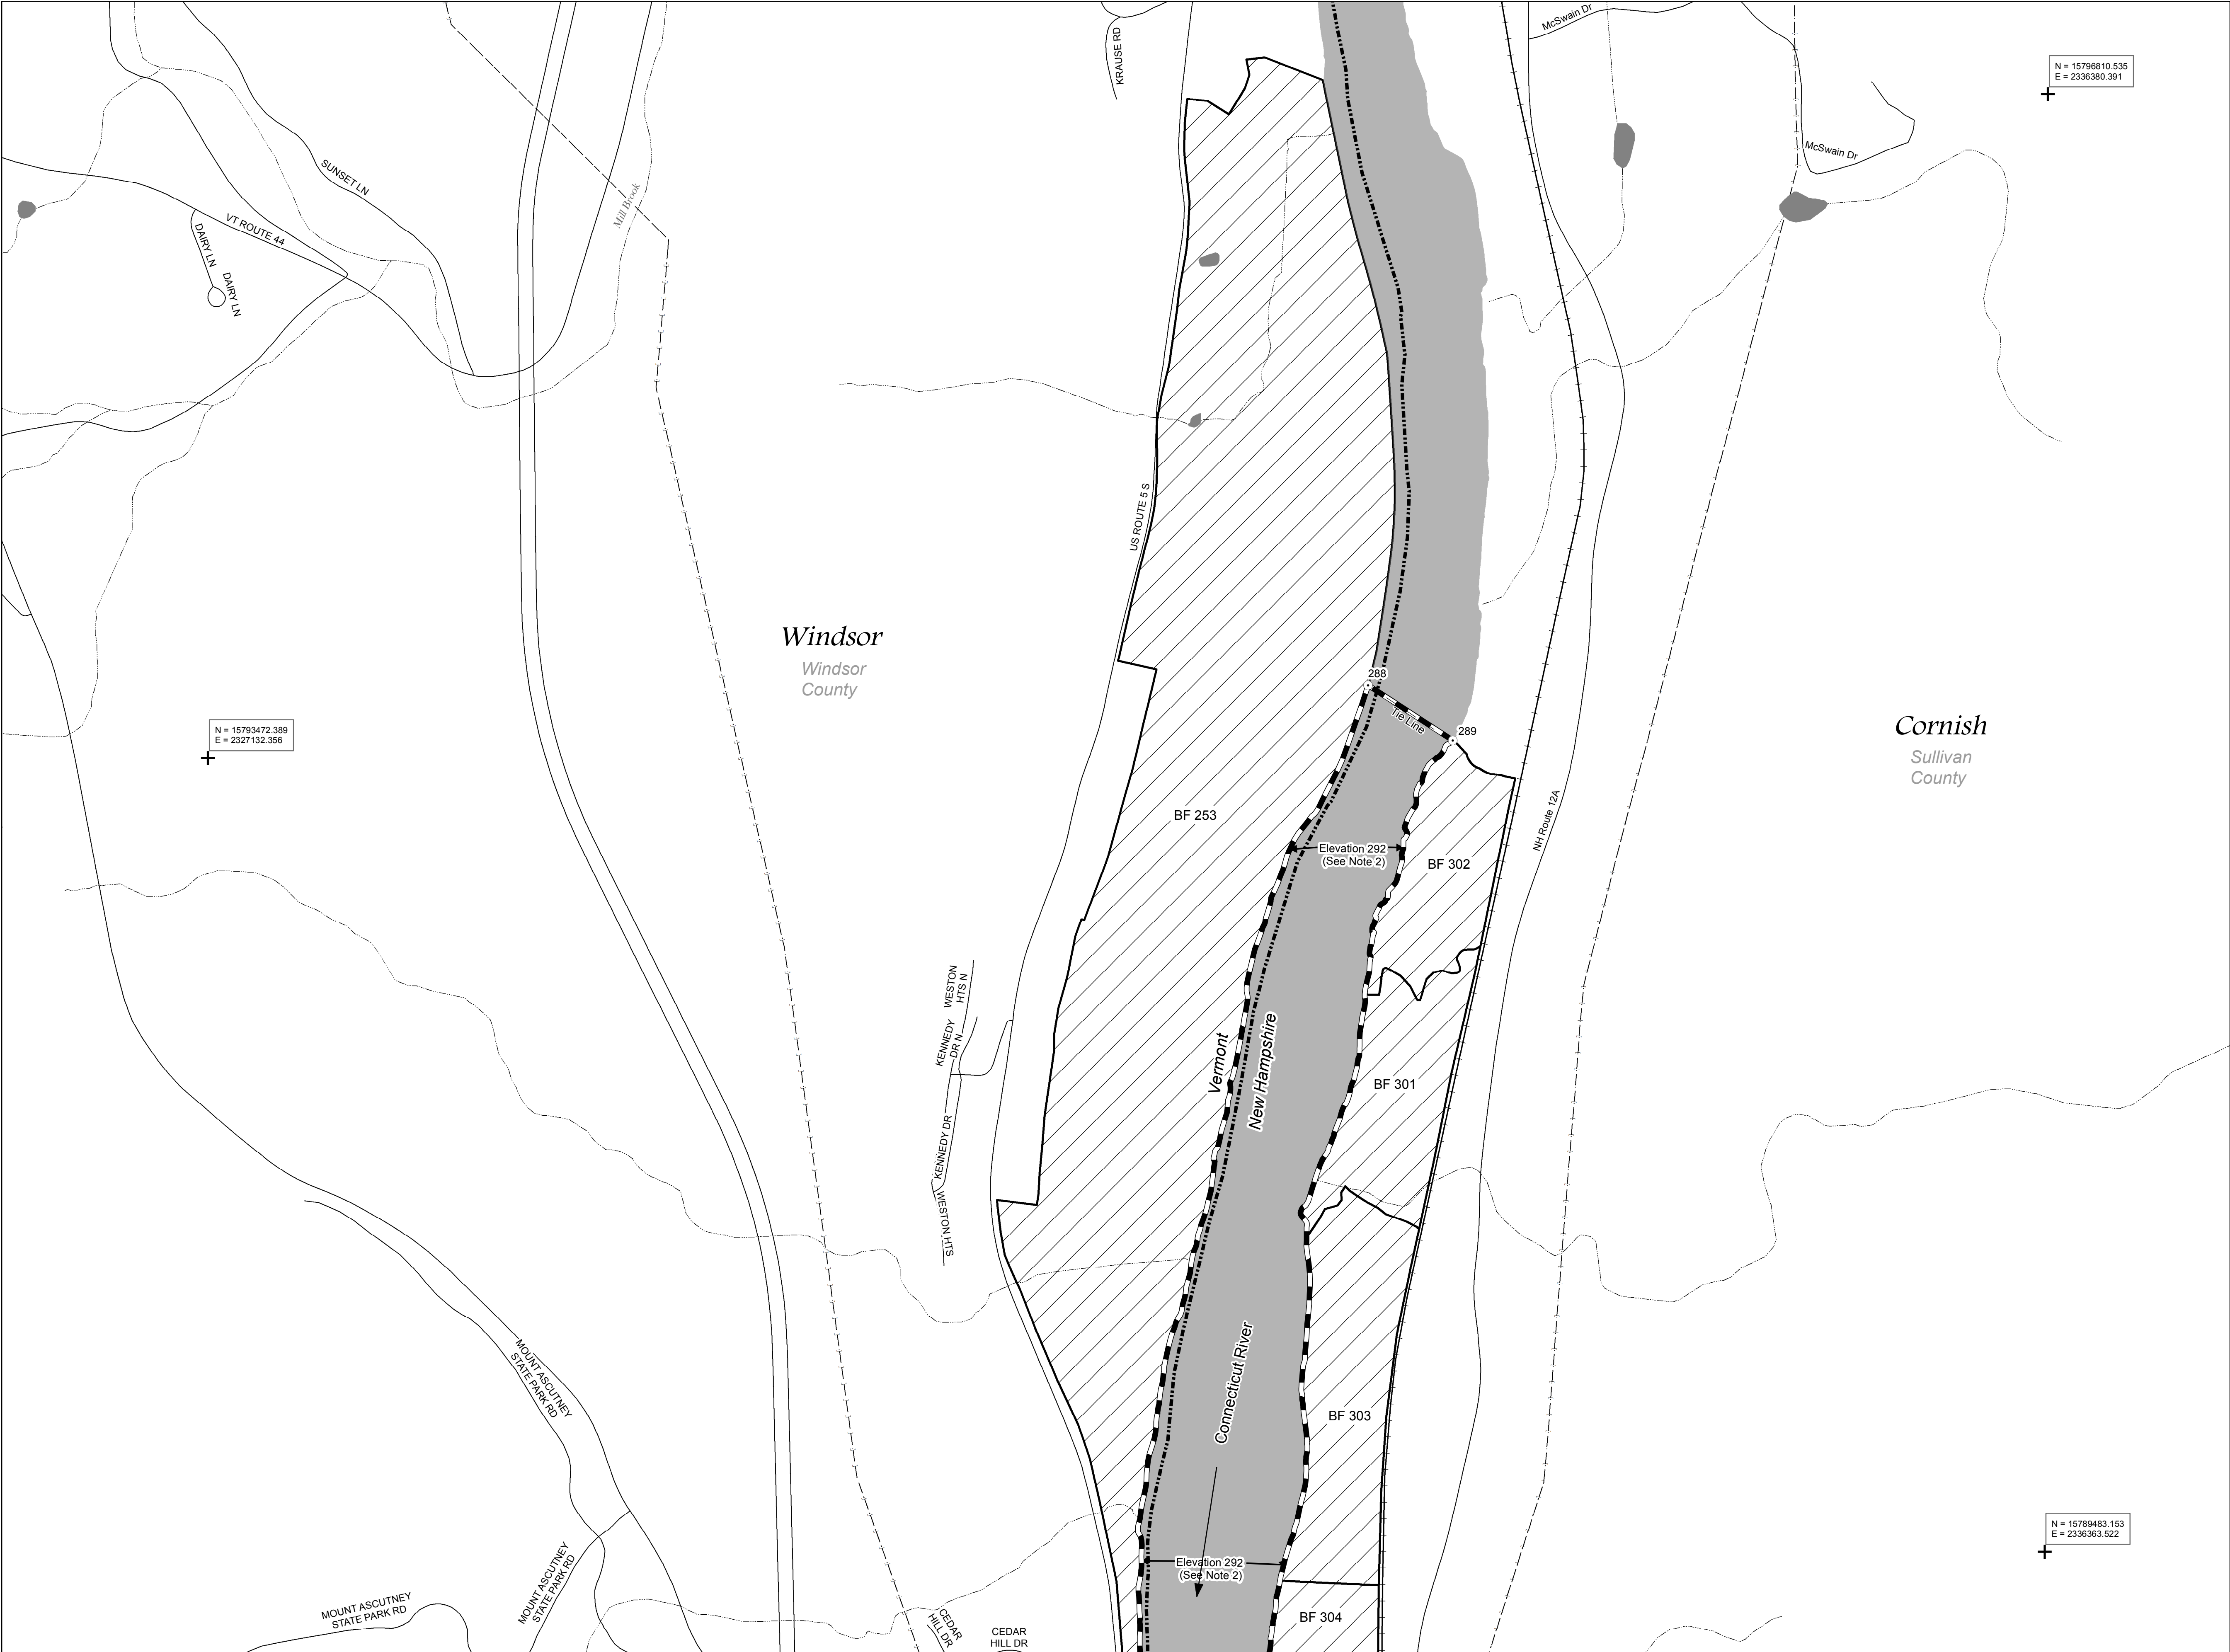 KRAUSE RD
McSwain Dr
N = 15796810.535
E = 2336380.391
McSwain Dr
SUNSET LN
Mill Brook
VT ROUTE 44
DAIRY LN
DAIRY LN
US ROUTE 5 S
Windsor
Windsor
County
288
Tie Line
289
Cornish
Sullivan
County
N = 15793472.389
E = 2327132.356
BF 253
Elevation 292
(See Note 2)
BF 302
NH Route 12A
WESTON
HTS N
KENNEDY
DR N
Vermont
New Hampshire
BF 301
KENNEDY DR
WESTON HTS
MOUNT ASCUTNEY
STATE PARK RD
Connecticut River
BF 303
N = 15789483.153
E = 2336363.522
Elevation 292
(See Note 2)
MOUNT ASCUTNEY
STATE PARK RD
MOUNT ASCUTNEY
STATE PARK RD
CEDAR
HILL DR
CEDAR
HILL DR
BF 304